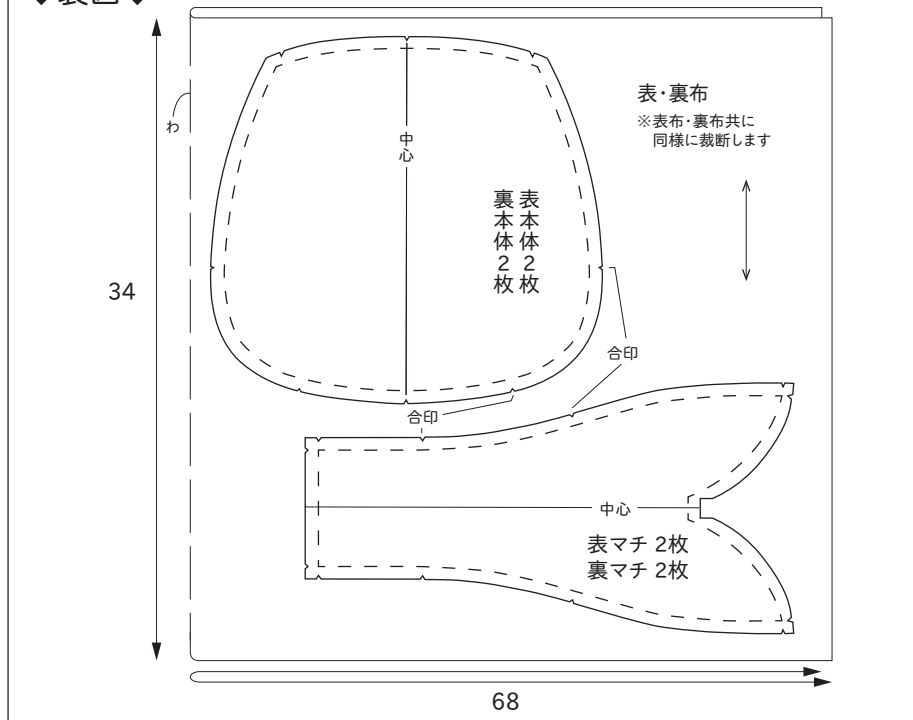 わ
中心
表本体2枚
裏本体2枚
表・裏布
※表布・裏布共に
同様に裁断します
34
合印
合印
中心
表マチ 2枚
裏マチ 2枚
68